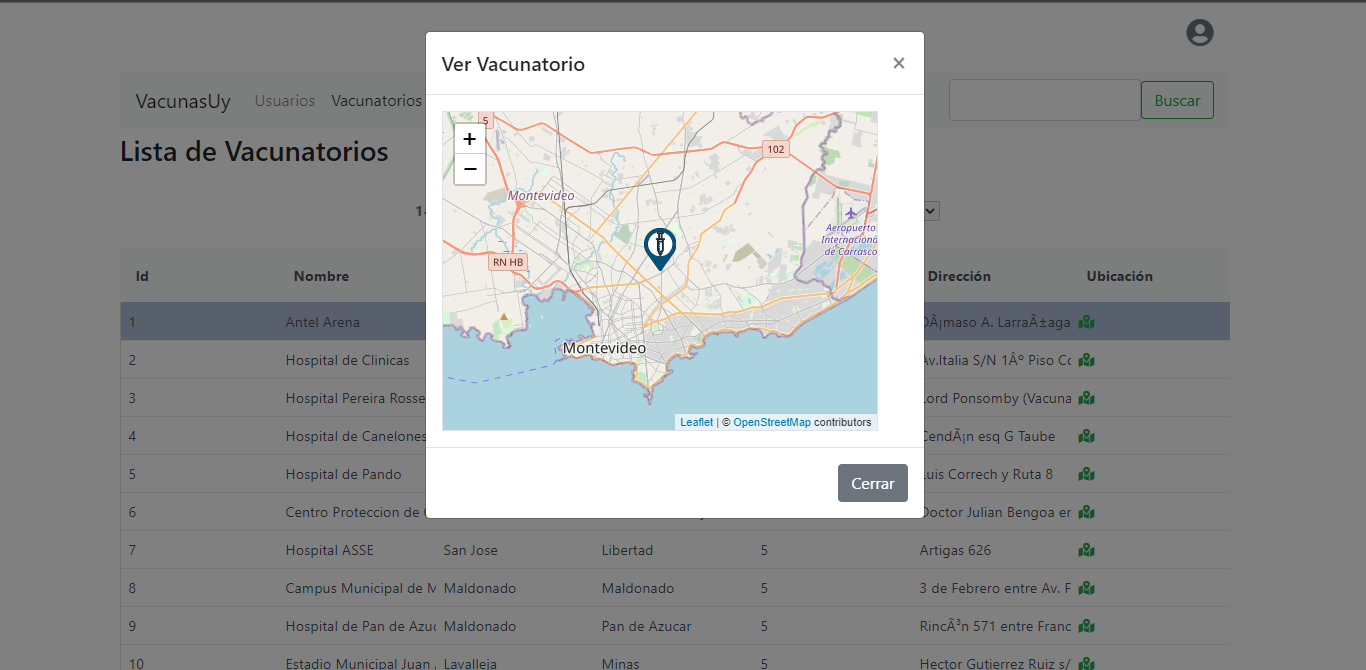 Ver Vacunatorio
×
VacunasUy Usuarios Vacunatorios
Buscar
Lista de Vacunatorios
+
−
5
102
Montevideo
Aeropuerto
Internaciona
de Carrasco
RN HB
Montevideo
Leaflet | © OpenStreetMap contributors
Cerrar
Id Nombre Dirección Ubicación
1 Antel Arena DÃ¡maso A. LarraÃ±aga
2 Hospital de Clinicas Av.Italia S/N 1Âº Piso Cc
3 Hospital Pereira Rosse Lord Ponsomby (Vacuna
4 Hospital de Canelones CendÃ¡n esq G Taube
5 Hospital de Pando Luis Correch y Ruta 8
6 Centro Proteccion de Doctor Julian Bengoa er
7 Hospital ASSE San Jose Libertad 5 Artigas 626
8 Campus Municipal de M Maldonado Maldonado 5 3 de Febrero entre Av. F
9 Hospital de Pan de Azuc Maldonado Pan de Azucar 5 RincÃ³n 571 entre Franc
10 Estadio Municipal Juan Lavalleja Minas 5 Hector Gutierrez Ruiz s/